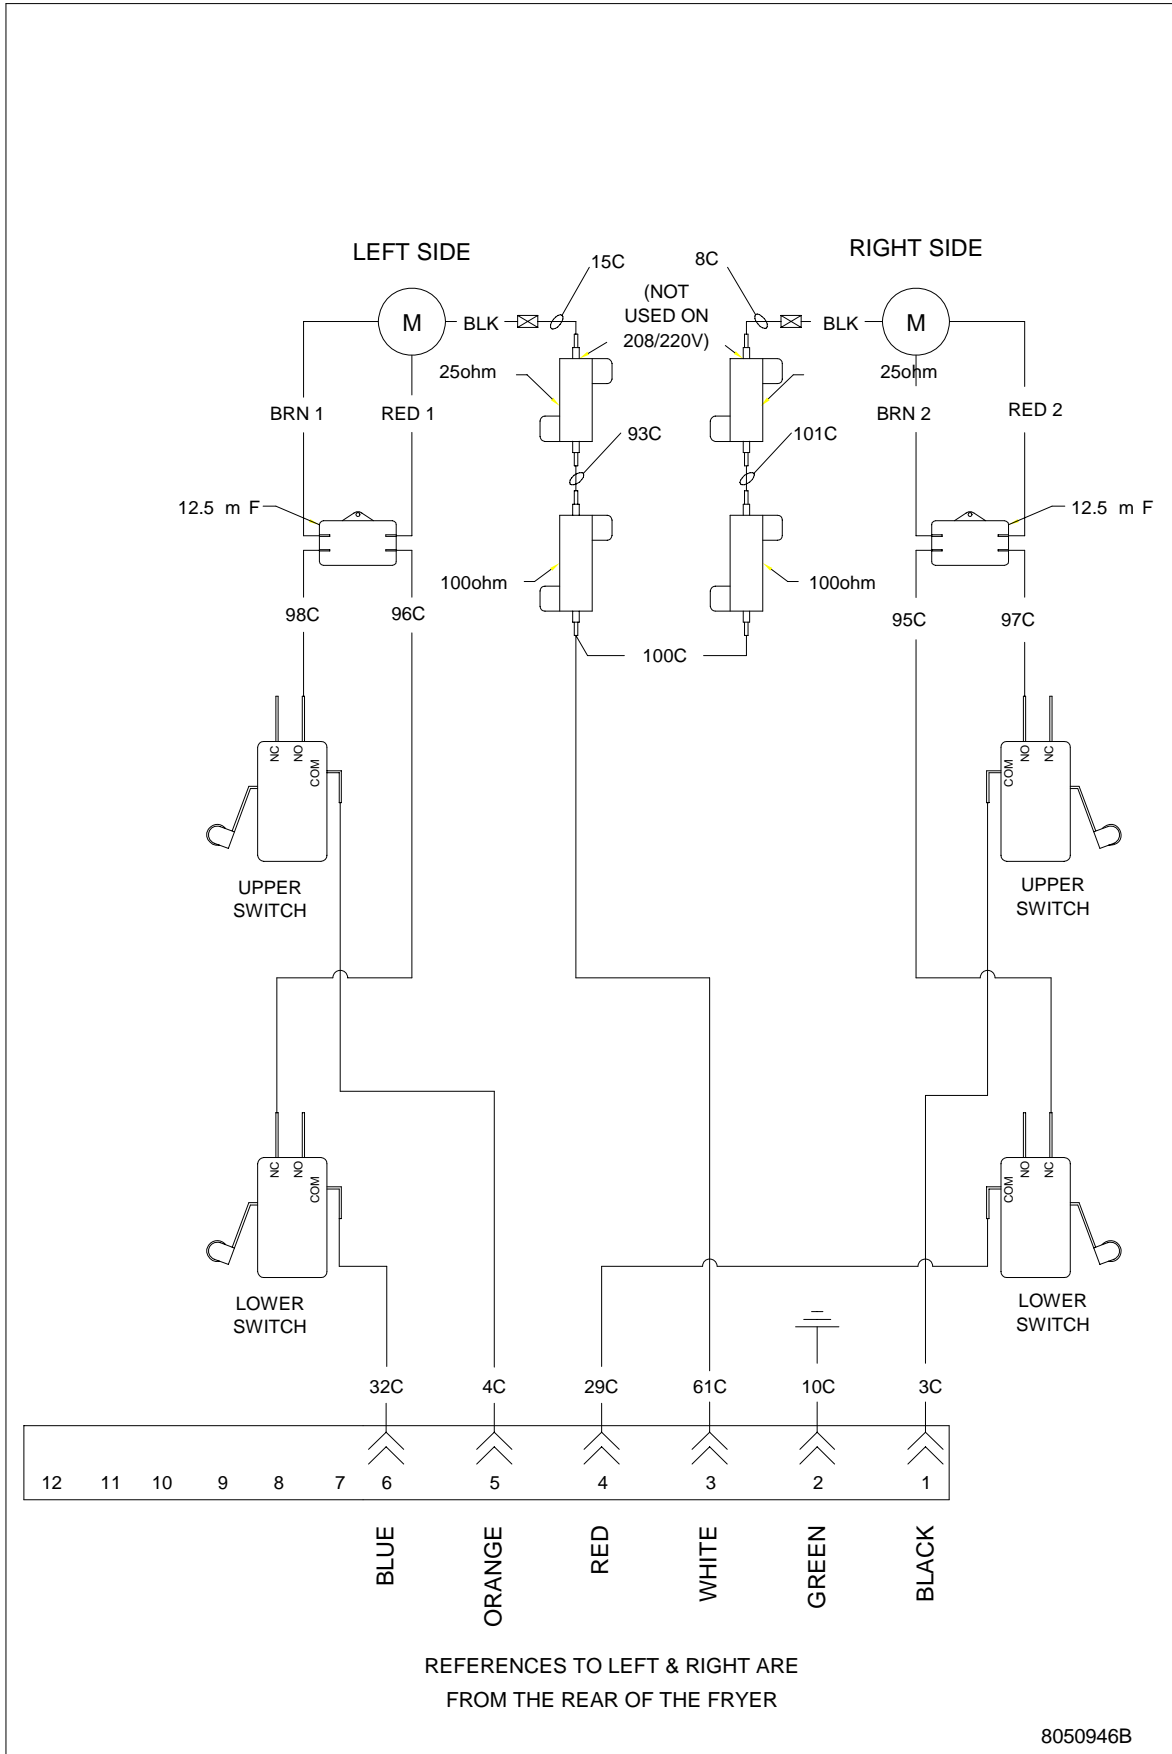 LEFT SIDE
RIGHT SIDE
15C
8C
(NOT
USED ON
208/220V)
M
BLK
BLK
M
25ohm
25ohm
BRN 1
RED 1
BRN 2
RED 2
93C
101C
12.5 m F
12.5 m F
100ohm
100ohm
98C
96C
95C
97C
100C
NC
NO
COM
COM
NO
NC
UPPER
SWITCH
UPPER
SWITCH
NC
NO
COM
COM
NO
NC
LOWER
SWITCH
LOWER
SWITCH
32C
4C
29C
61C
10C
3C
12
11
10
9
8
7
6
5
4
3
2
1
BLUE
ORANGE
RED
WHITE
GREEN
BLACK
REFERENCES TO LEFT & RIGHT ARE
FROM THE REAR OF THE FRYER
8050946B